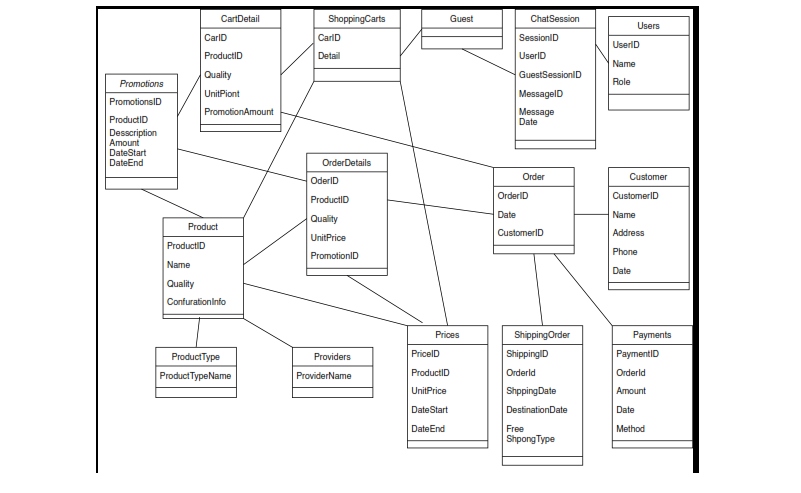 CartDetail
CarID
ProductID
Quality
UnitPiont
PromotionAmount
ShoppingCarts
CarID
Detail
Guest
ChatSession
SessionID
UserID
GuestSessionID
MessageID
Message
Date
Users
UserID
Name
Role
Promotions
PromotionsID
ProductID
Desscription
Amount
DateStart
DateEnd
OrderDetails
OderID
ProductID
Quality
UnitPrice
PromotionID
Order
OrderID
Date
CustomerID
Customer
CustomerID
Name
Address
Phone
Date
Product
ProductID
Name
Quality
ConfurationInfo
ProductType
ProductTypeName
Providers
ProviderName
Prices
PriceID
ProductID
UnitPrice
DateStart
DateEnd
ShippingOrder
ShippingID
OrderId
ShppingDate
DestinationDate
Free
ShpongType
Payments
PaymentID
OrderId
Amount
Date
Method